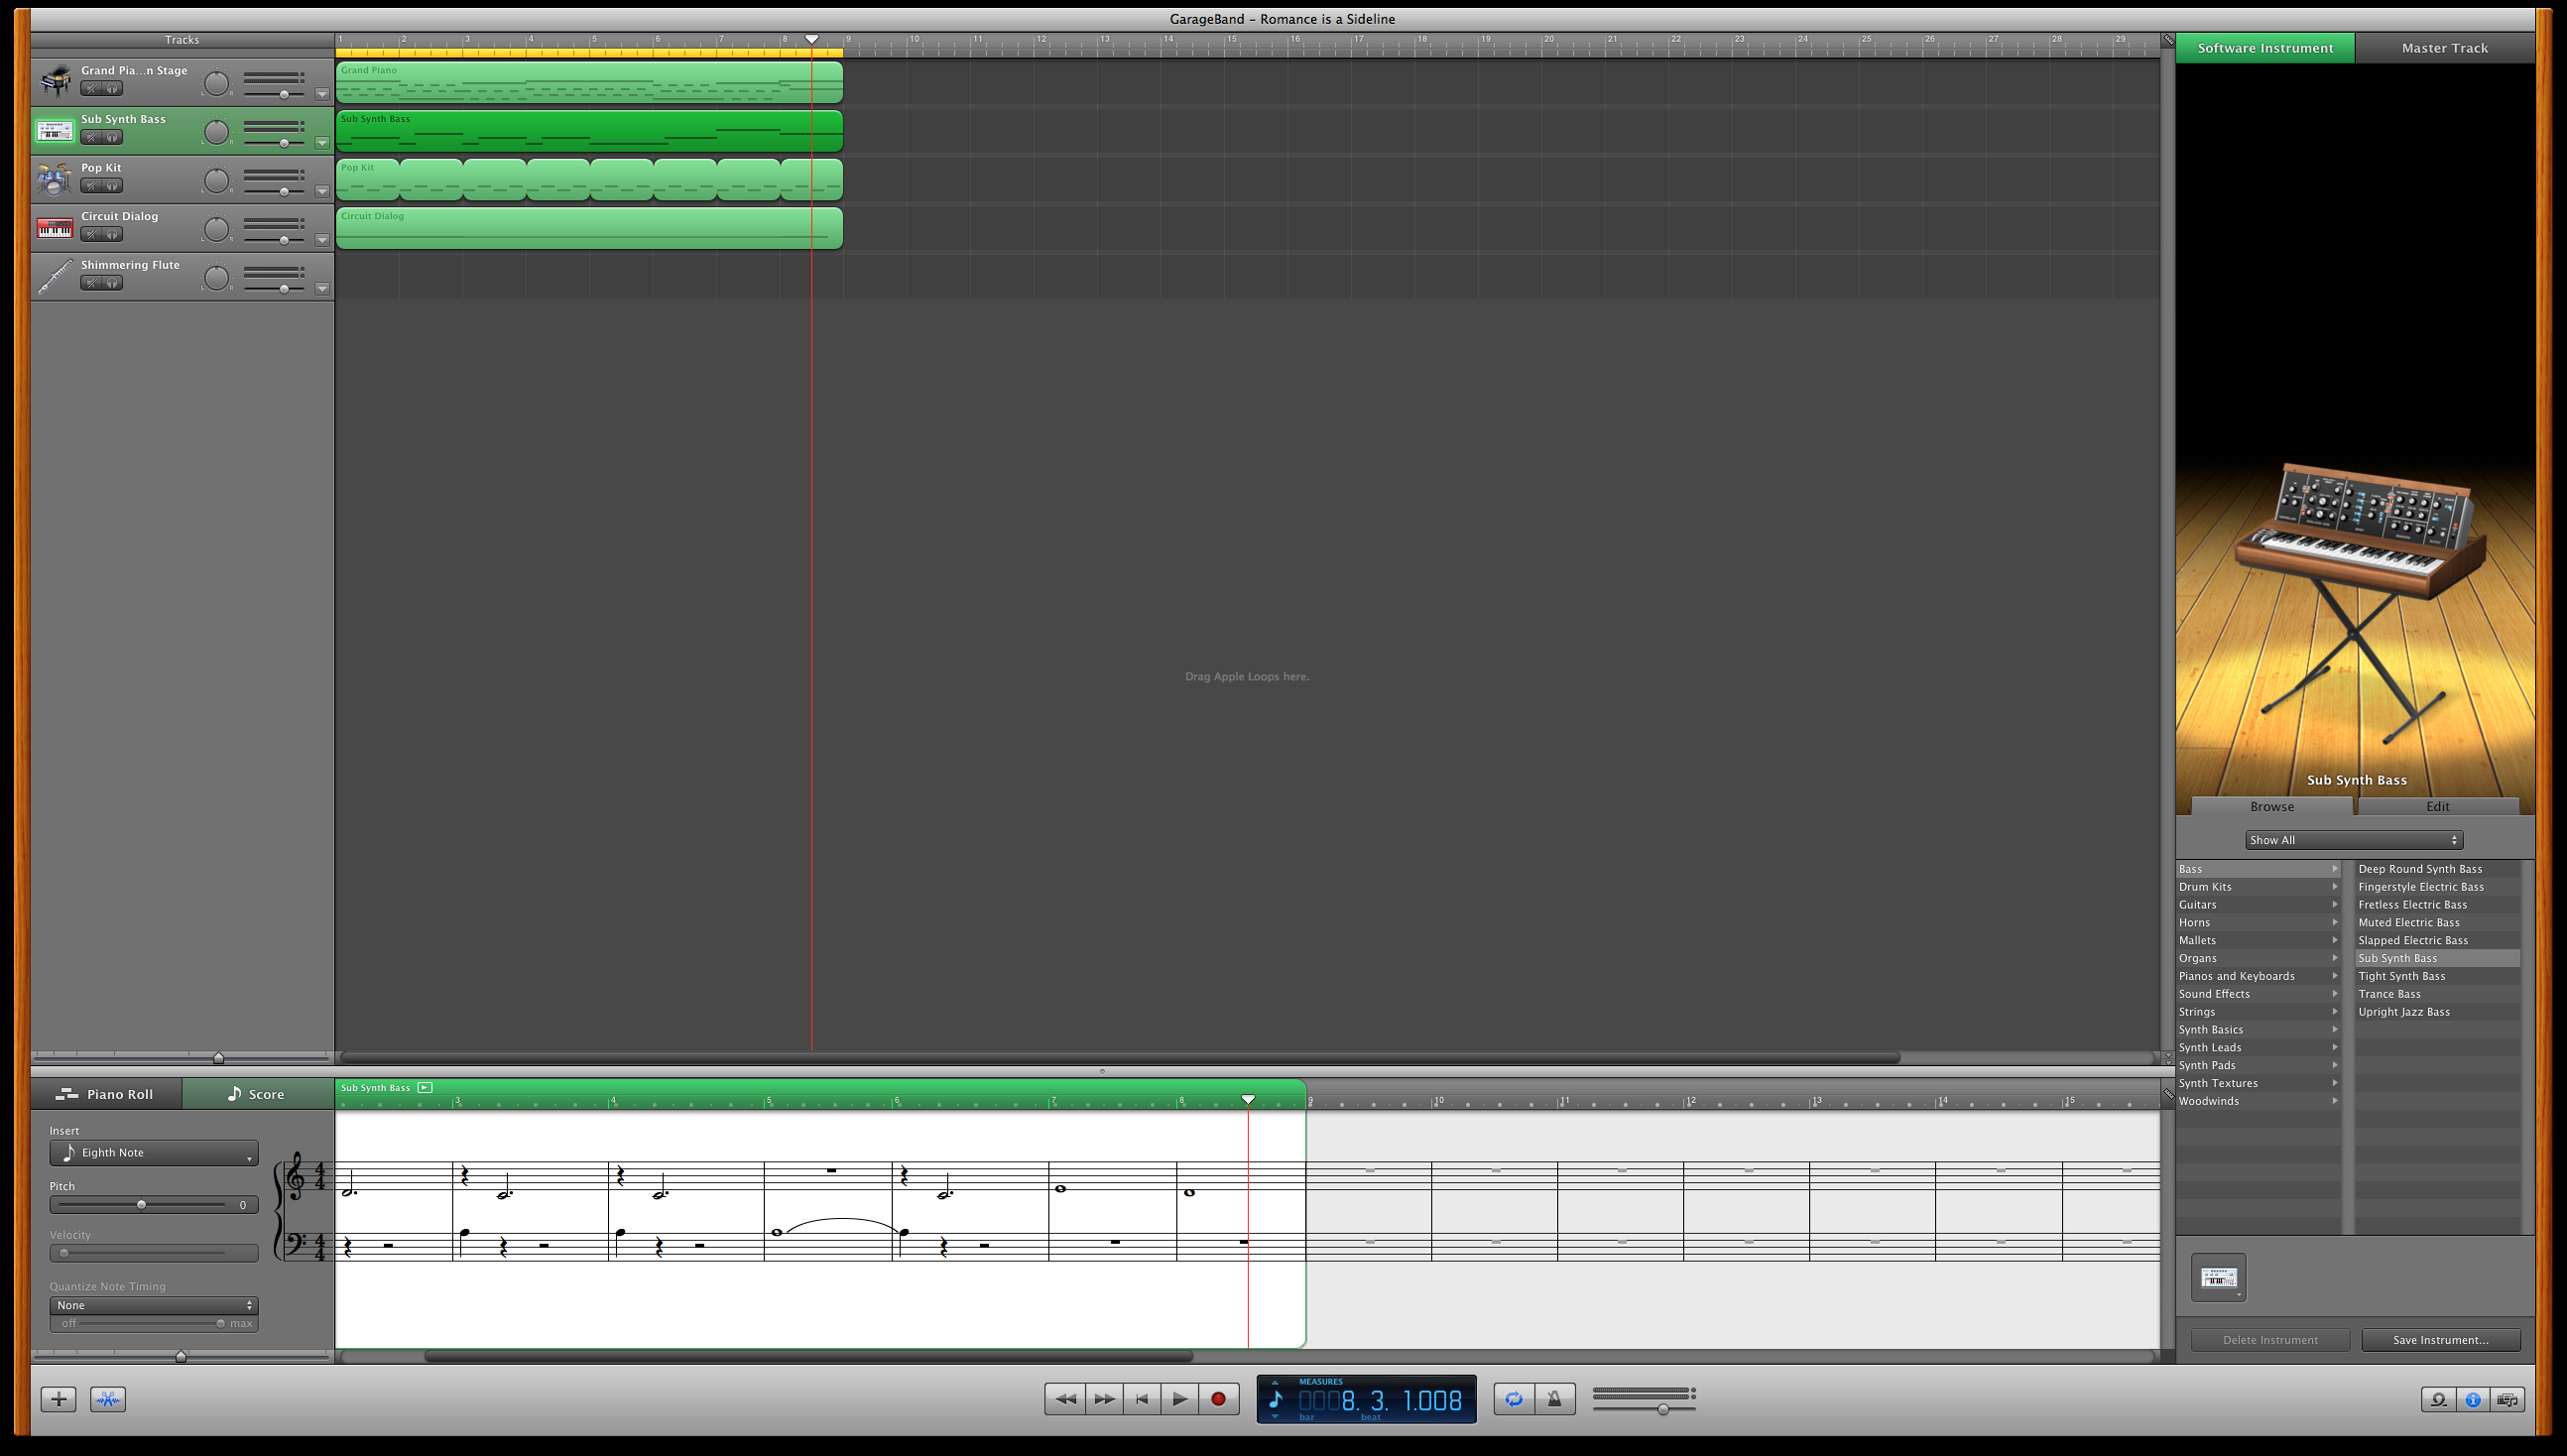 GarageBand – Romance is a Sideline
Tracks
1 2 3 4 5 6 7 8 9 10 11 12 13 14 15 16 17 18 19 20 21 22 23 24 25 26 27 28 29
Software Instrument
Master Track
Grand Pia...n Stage
L R
Grand Piano
Sub Synth Bass
L R
Sub Synth Bass
Pop Kit
L R
Pop Kit
Circuit Dialog
L R
Circuit Dialog
Shimmering Flute
L R
Drag Apple Loops here.
Sub Synth Bass
Browse
Edit
Show All
Bass
Drum Kits
Guitars
Horns
Mallets
Organs
Pianos and Keyboards
Sound Effects
Strings
Synth Basics
Synth Leads
Synth Pads
Synth Textures
Woodwinds
Deep Round Synth Bass
Fingerstyle Electric Bass
Fretless Electric Bass
Muted Electric Bass
Slapped Electric Bass
Sub Synth Bass
Tight Synth Bass
Trance Bass
Upright Jazz Bass
Piano Roll
Score
Sub Synth Bass
3 4 5 6 7 8 9 10 11 12 13 14 15
Insert
Eighth Note
Pitch
0
Velocity
Quantize Note Timing
None
off max
4
4
4
4
Delete Instrument
Save Instrument...
MEASURES
0008. 3. 1.008
bar beat